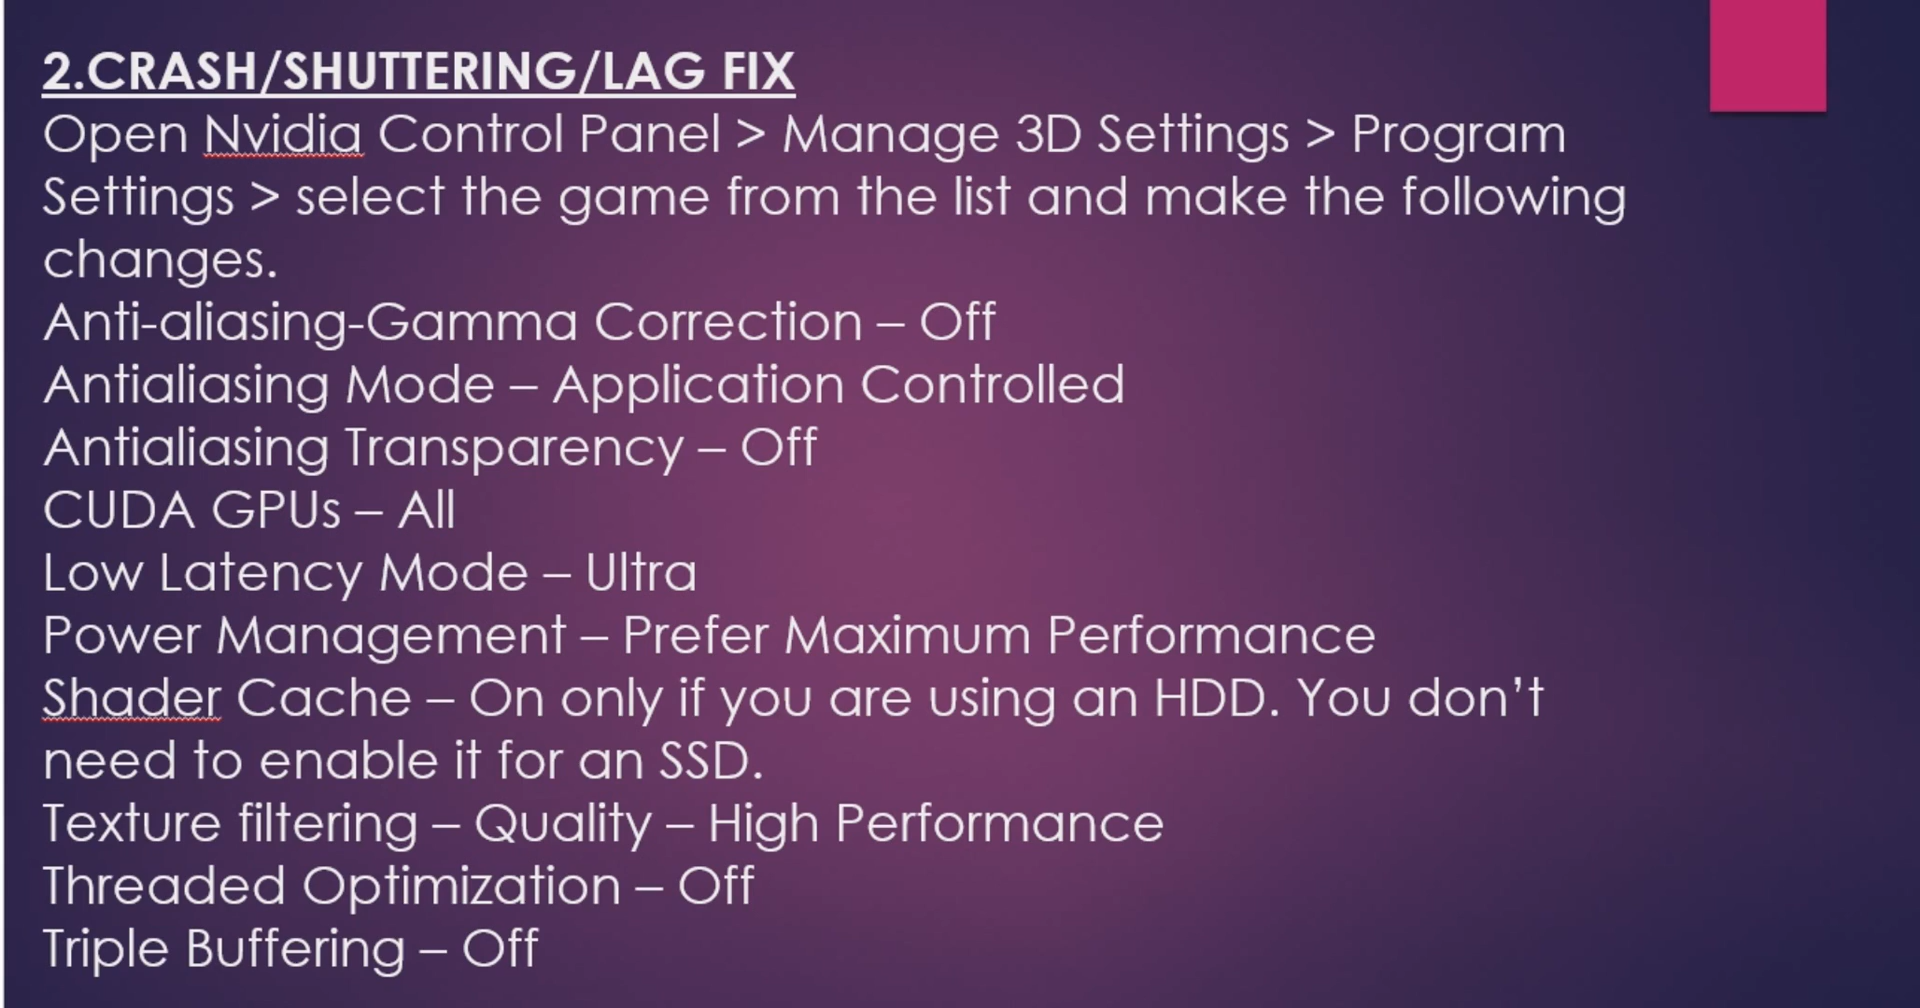 2.CRASH/SHUTTERING/LAG FIX
Open Nvidia Control Panel > Manage 3D Settings > Program
Settings > select the game from the list and make the following
changes.
Anti-aliasing-Gamma Correction – Off
Antialiasing Mode – Application Controlled
Antialiasing Transparency – Off
CUDA GPUs – All
Low Latency Mode – Ultra
Power Management – Prefer Maximum Performance
Shader Cache – On only if you are using an HDD. You don’t
need to enable it for an SSD.
Texture filtering – Quality – High Performance
Threaded Optimization – Off
Triple Buffering – Off